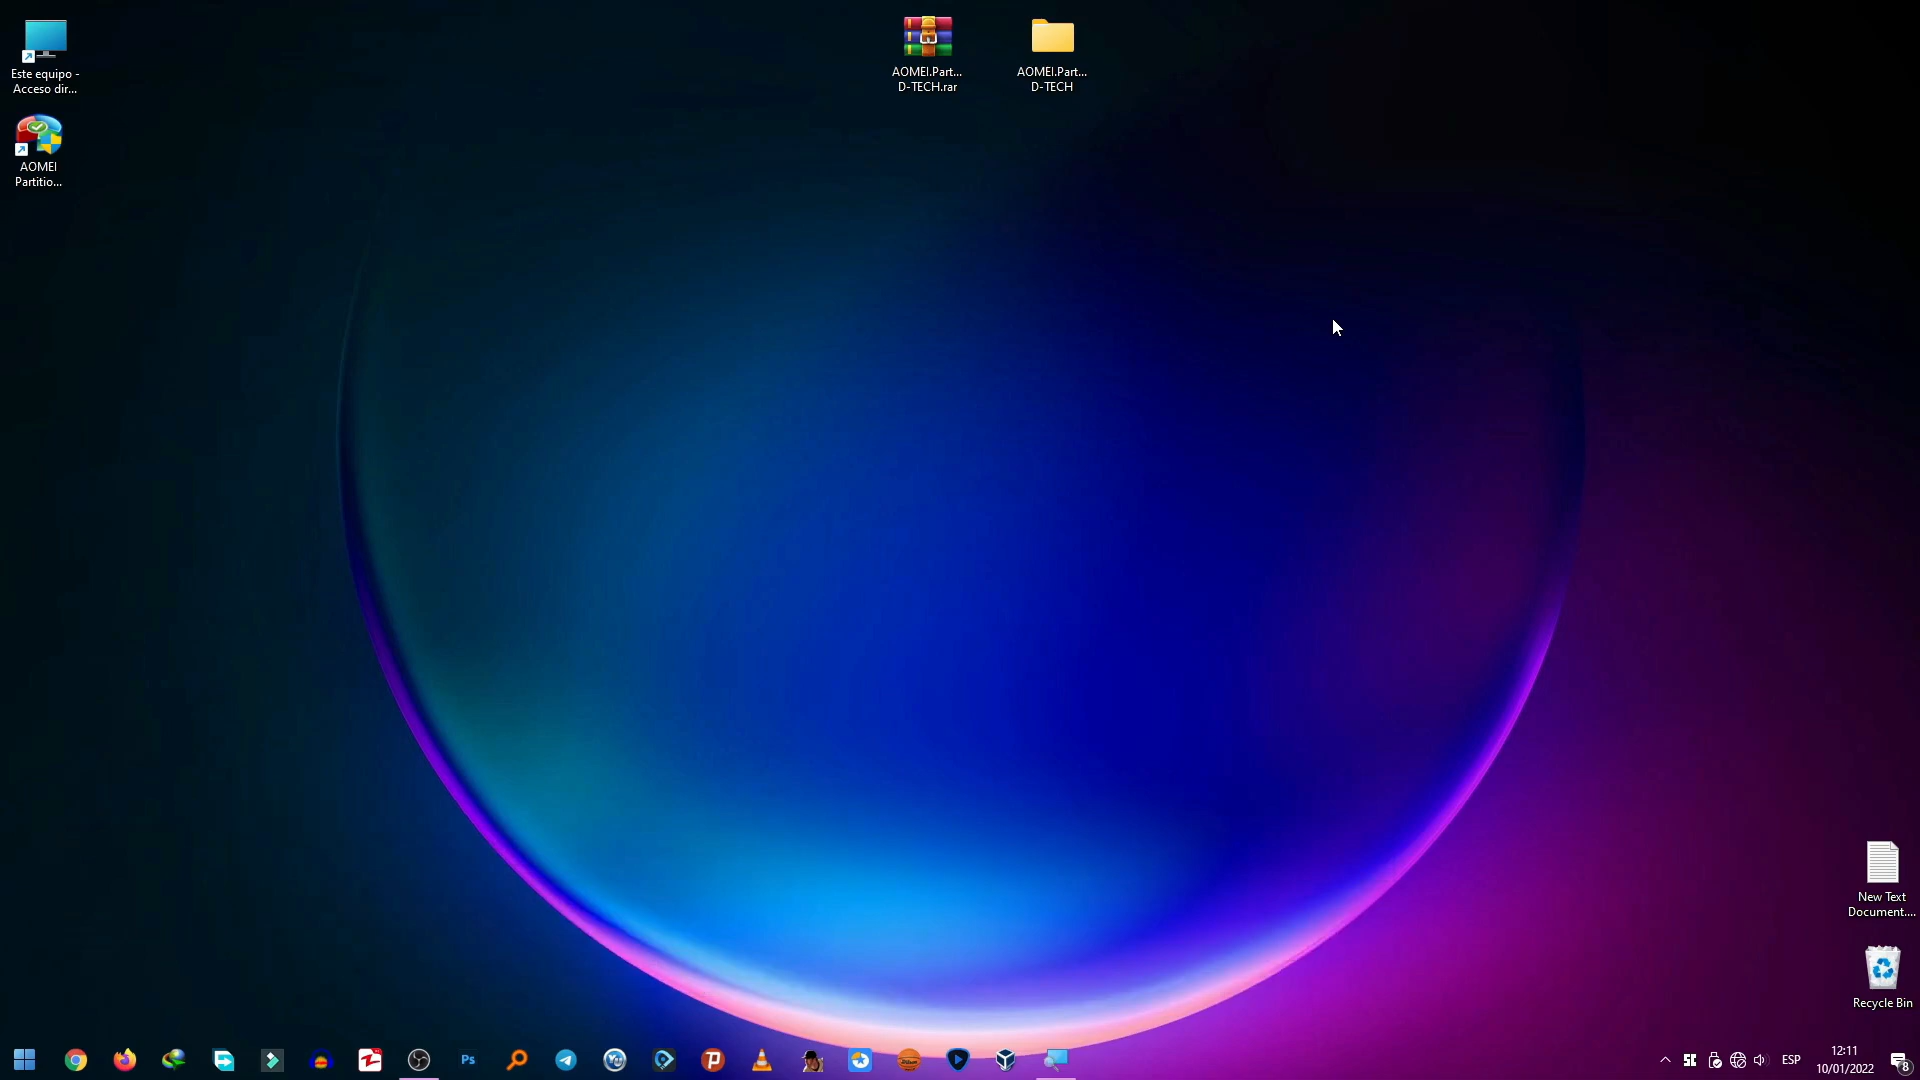 Este equipo -
Acceso dir...
AOMEI
Partitio...
AOMEI.Part...
D-TECH.rar
AOMEI.Part...
D-TECH
New Text
Document....
Recycle Bin
Ps
ESP
12:11
10/01/2022
8